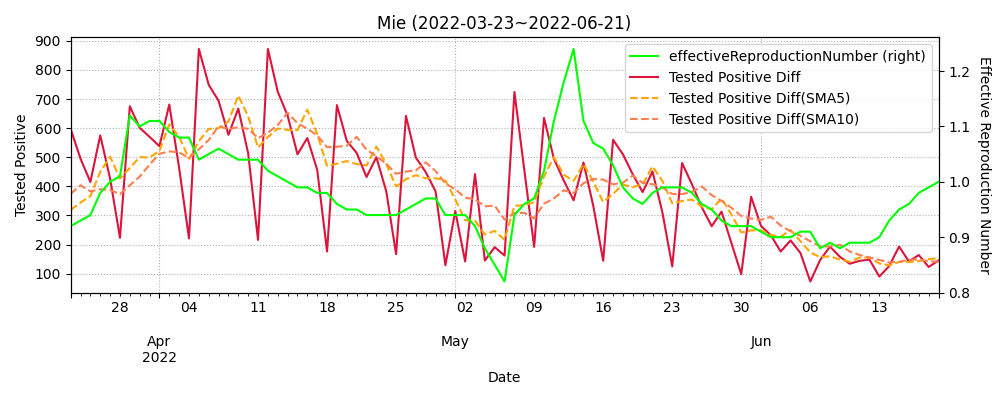 Mie (2022-03-23~2022-06-21)
900
800
700
600
500
400
300
200
100
Tested Positive
effectiveReproductionNumber (right)
Tested Positive Diff
Tested Positive Diff(SMA5)
Tested Positive Diff(SMA10)
1.2
1.1
1.0
0.9
0.8
Effective Reproduction Number
28 04 11 18 25 02 09 16 23 30 06 13
Apr May Jun
2022
Date